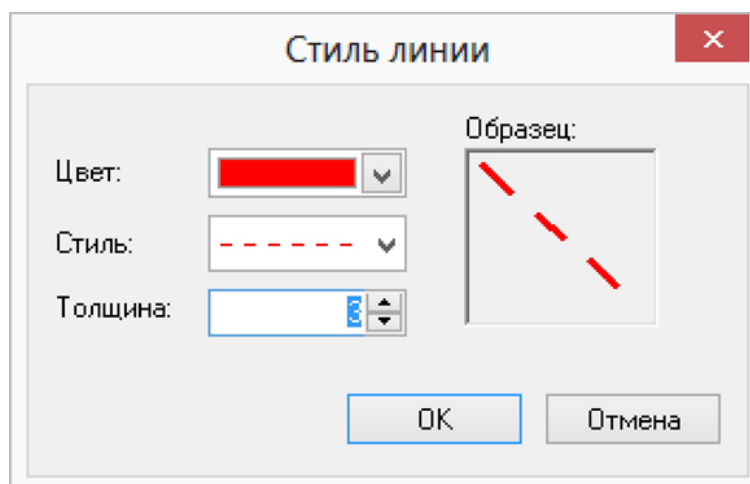 Стиль линии
Образец:
Цвет:
Стиль:
Толщина:
3
OK
Отмена